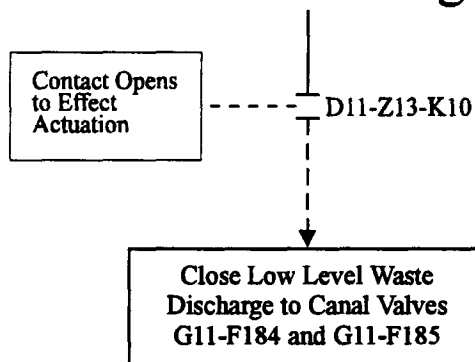 Contact Opens
to Effect
Actuation
D11-Z13-K10
Close Low Level Waste
Discharge to Canal Valves
G11-F184 and G11-F185